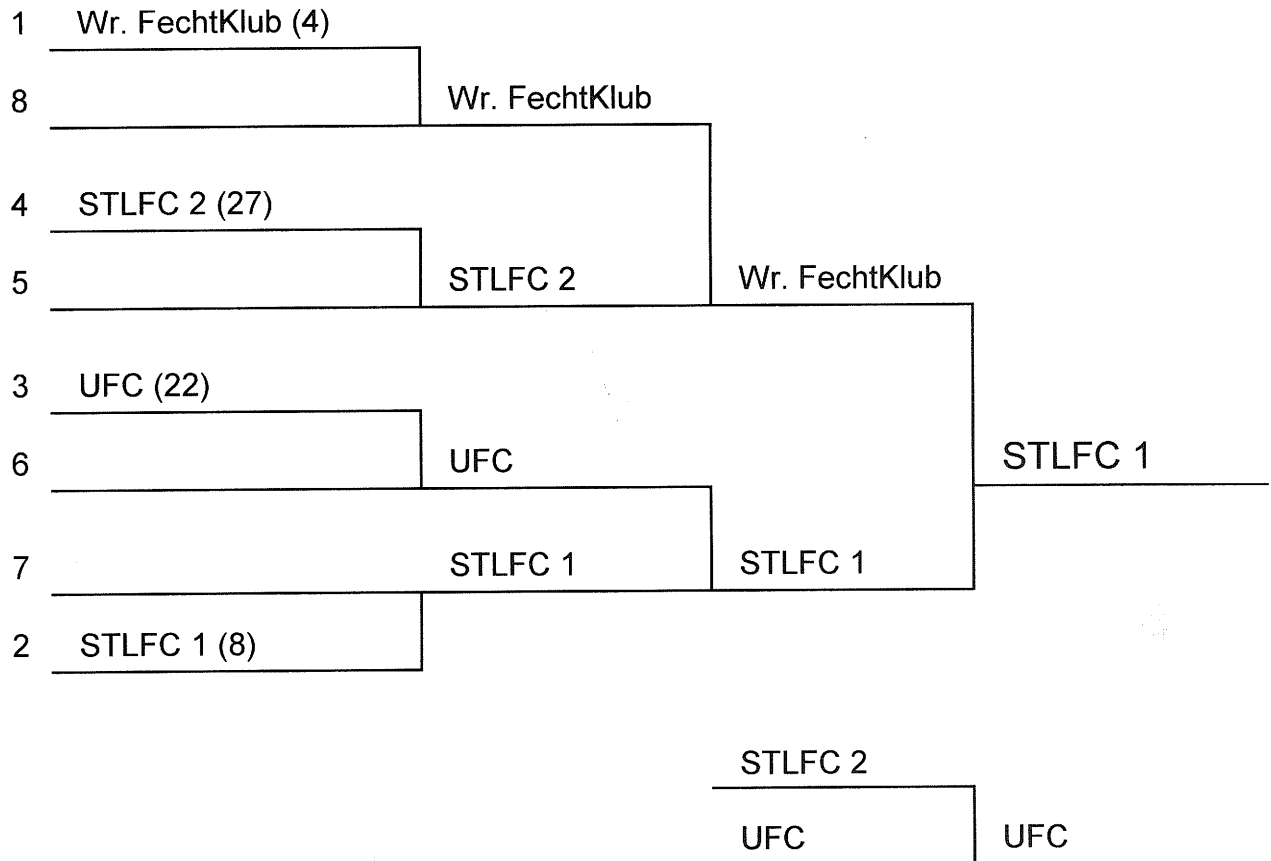 1 Wr. FechtKlub (4)
8 Wr. FechtKlub
4 STLFC 2 (27)
5 STLFC 2 Wr. FechtKlub
3 UFC (22)
6 UFC STLFC 1
7 STLFC 1 STLFC 1
2 STLFC 1 (8)
STLFC 2
UFC UFC